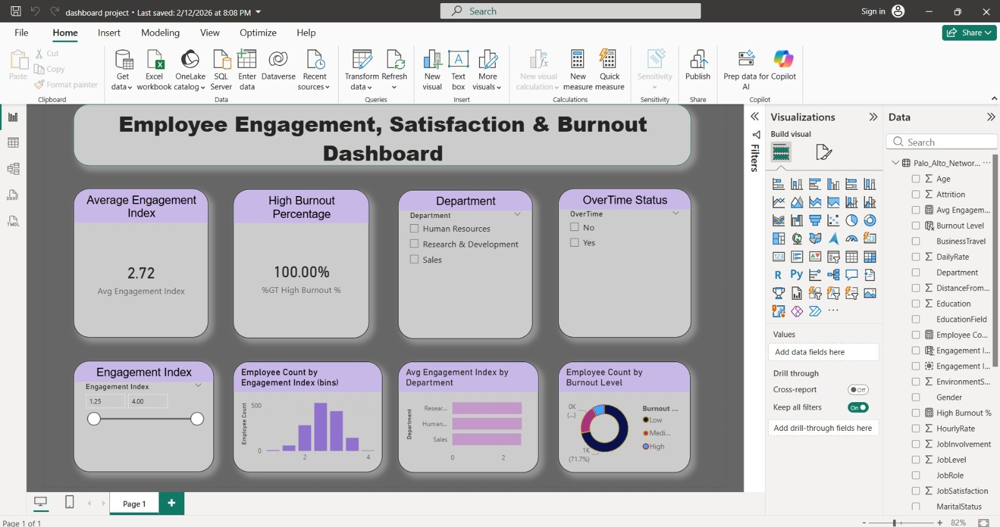 dashboard project • Last saved: 2/12/2026 at 8:08 PM
Search
Sign in
File
Home
Insert
Modeling
View
Optimize
Help
Share
Paste
Cut
Copy
Format painter
Clipboard
Get data
Excel workbook
OneLake catalog
SQL Server
Enter data
Dataverse
Recent sources
Data
Transform data
Refresh
Queries
New visual
Text box
More visuals
Insert
New visual calculation
New measure
Quick measure
Calculations
Sensitivity
Sensitivity
Publish
Share
Prep data for AI
Copilot
Copilot
DAX
TMDL
Employee Engagement, Satisfaction & Burnout
Dashboard
Average Engagement
Index
2.72
Avg Engagement Index
High Burnout
Percentage
100.00%
%GT High Burnout %
Department
Department
Human Resources
Research & Development
Sales
OverTime Status
OverTime
No
Yes
Engagement Index
Engagement Index
1.25
4.00
Employee Count by
Engagement Index (bins)
Employee Count
500
0
2
4
Avg Engagement Index by
Department
Department
Resear...
Human...
Sales
0
2
Employee Count by
Burnout Level
0K
(...)
1K
(71.7%)
Burnout ...
Low
Medi...
High
Filters
Visualizations
Build visual
123
R
Py
Values
Add data fields here
Drill through
Cross-report
Off
Keep all filters
On
Add drill-through fields here
Data
Search
Palo_Alto_Networ...
Age
Attrition
Avg Engagem...
Burnout Level
BusinessTravel
DailyRate
Department
DistanceFrom...
Education
EducationField
Employee Co...
Engagement I...
Engagement I...
EnvironmentS...
Gender
High Burnout %
HourlyRate
JobInvolvement
JobLevel
JobRole
JobSatisfaction
MaritalStatus
Page 1
Page 1 of 1
82%